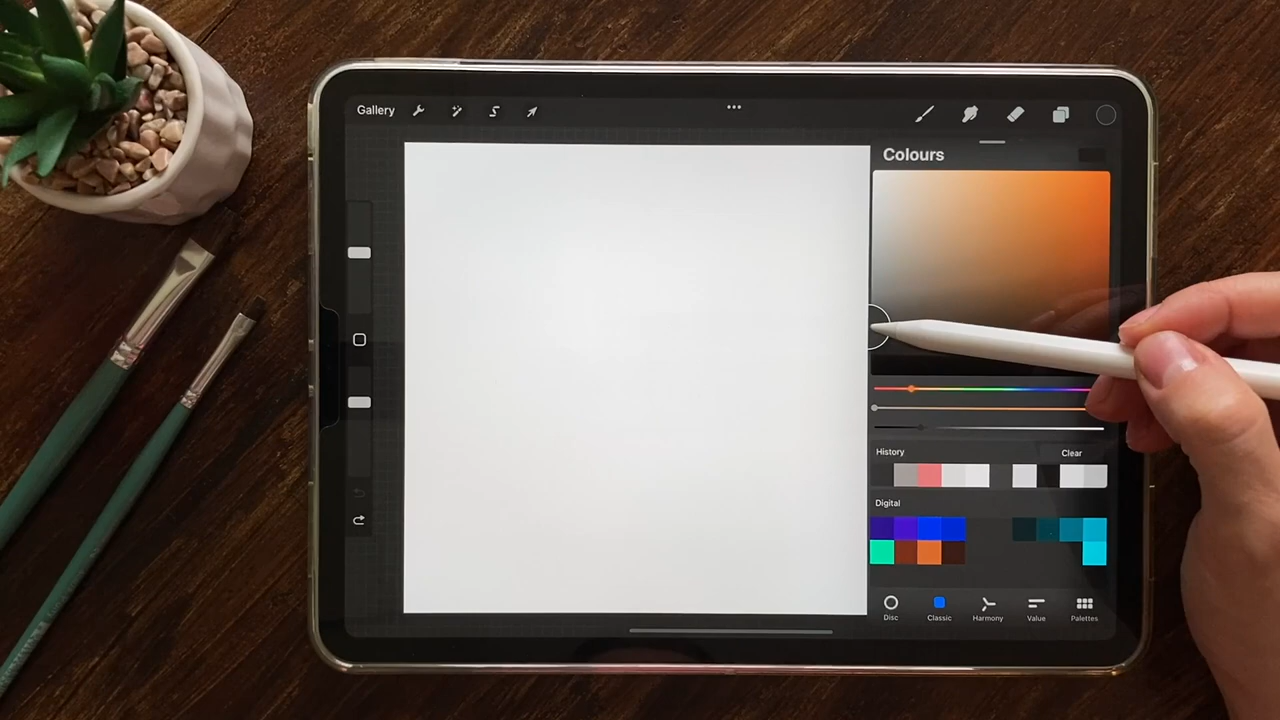 Gallery
Colours
History
Clear
Digital
Disc
Classic
Harmony
Value
Palettes